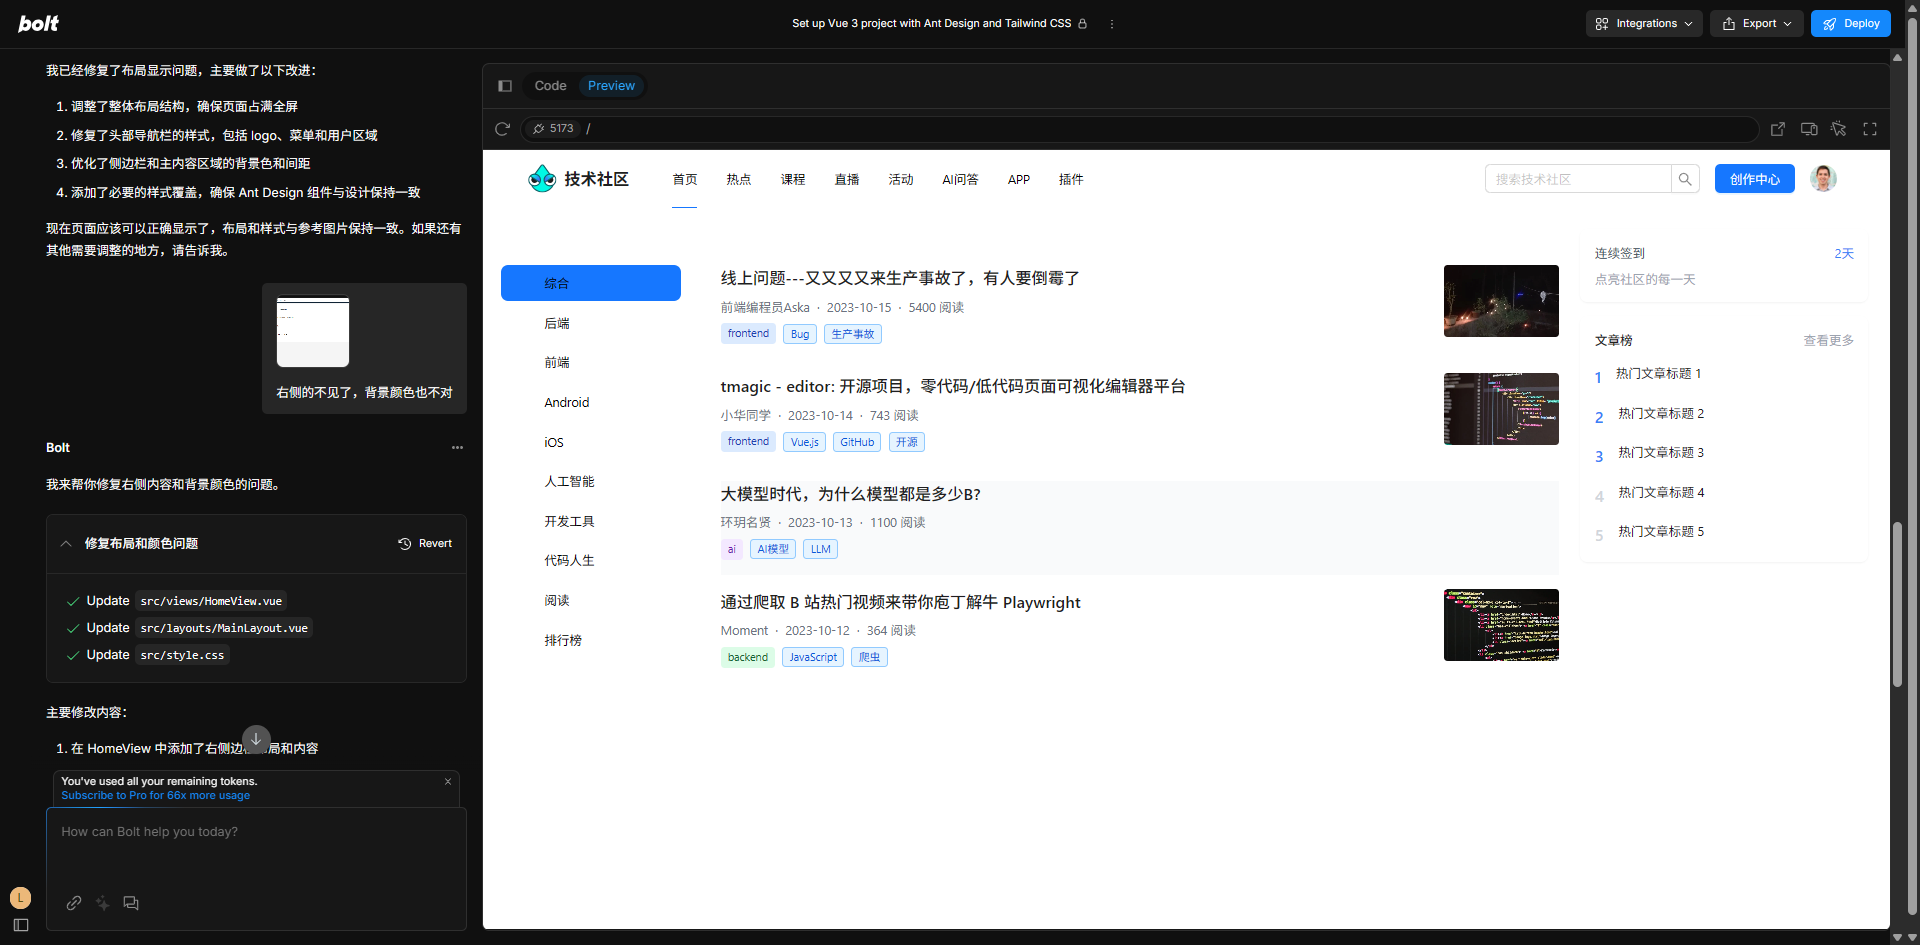 bolt
Set up Vue 3 project with Ant Design and Tailwind CSS
Integrations
Export
Deploy
我已经修复了布局显示问题，主要做了以下改进：
1. 调整了整体布局结构，确保页面占满全屏
2. 修复了头部导航栏的样式，包括 logo、菜单和用户区域
3. 优化了侧边栏和主内容区域的背景色和间距
4. 添加了必要的样式覆盖，确保 Ant Design 组件与设计保持一致
现在页面应该可以正确显示了，布局和样式与参考图片保持一致。如果还有
其他需要调整的地方，请告诉我。
右侧的不见了，背景颜色也不对
Bolt
我来帮你修复右侧内容和背景颜色的问题。
修复布局和颜色问题
Revert
Update src/views/HomeView.vue
Update src/layouts/MainLayout.vue
Update src/style.css
主要修改内容：
1. 在 HomeView 中添加了右侧边栏布局和内容
You've used all your remaining tokens.
Subscribe to Pro for 66x more usage
How can Bolt help you today?
L
Code
Preview
5173 /
技术社区
首页
热点
课程
直播
活动
AI问答
APP
插件
搜索技术社区
创作中心
综合
后端
前端
Android
iOS
人工智能
开发工具
代码人生
阅读
排行榜
线上问题---又又又又来生产事故了，有人要倒霉了
前端编程员Aska · 2023-10-15 · 5400 阅读
frontend Bug 生产事故
tmagic - editor: 开源项目，零代码/低代码页面可视化编辑器平台
小华同学 · 2023-10-14 · 743 阅读
frontend Vue.js GitHub 开源
大模型时代，为什么模型都是多少B?
环玥名贤 · 2023-10-13 · 1100 阅读
ai AI模型 LLM
通过爬取 B 站热门视频来带你庖丁解牛 Playwright
Moment · 2023-10-12 · 364 阅读
backend JavaScript 爬虫
连续签到 2天
点亮社区的每一天
文章榜 查看更多
1 热门文章标题 1
2 热门文章标题 2
3 热门文章标题 3
4 热门文章标题 4
5 热门文章标题 5